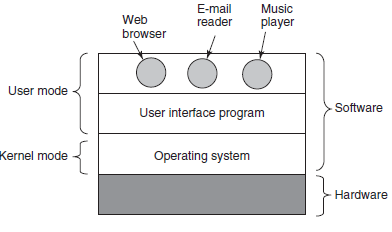 Web
browser
E-mail
reader
Music
player
User mode
User interface program
Software
Kernel mode
Operating system
Hardware